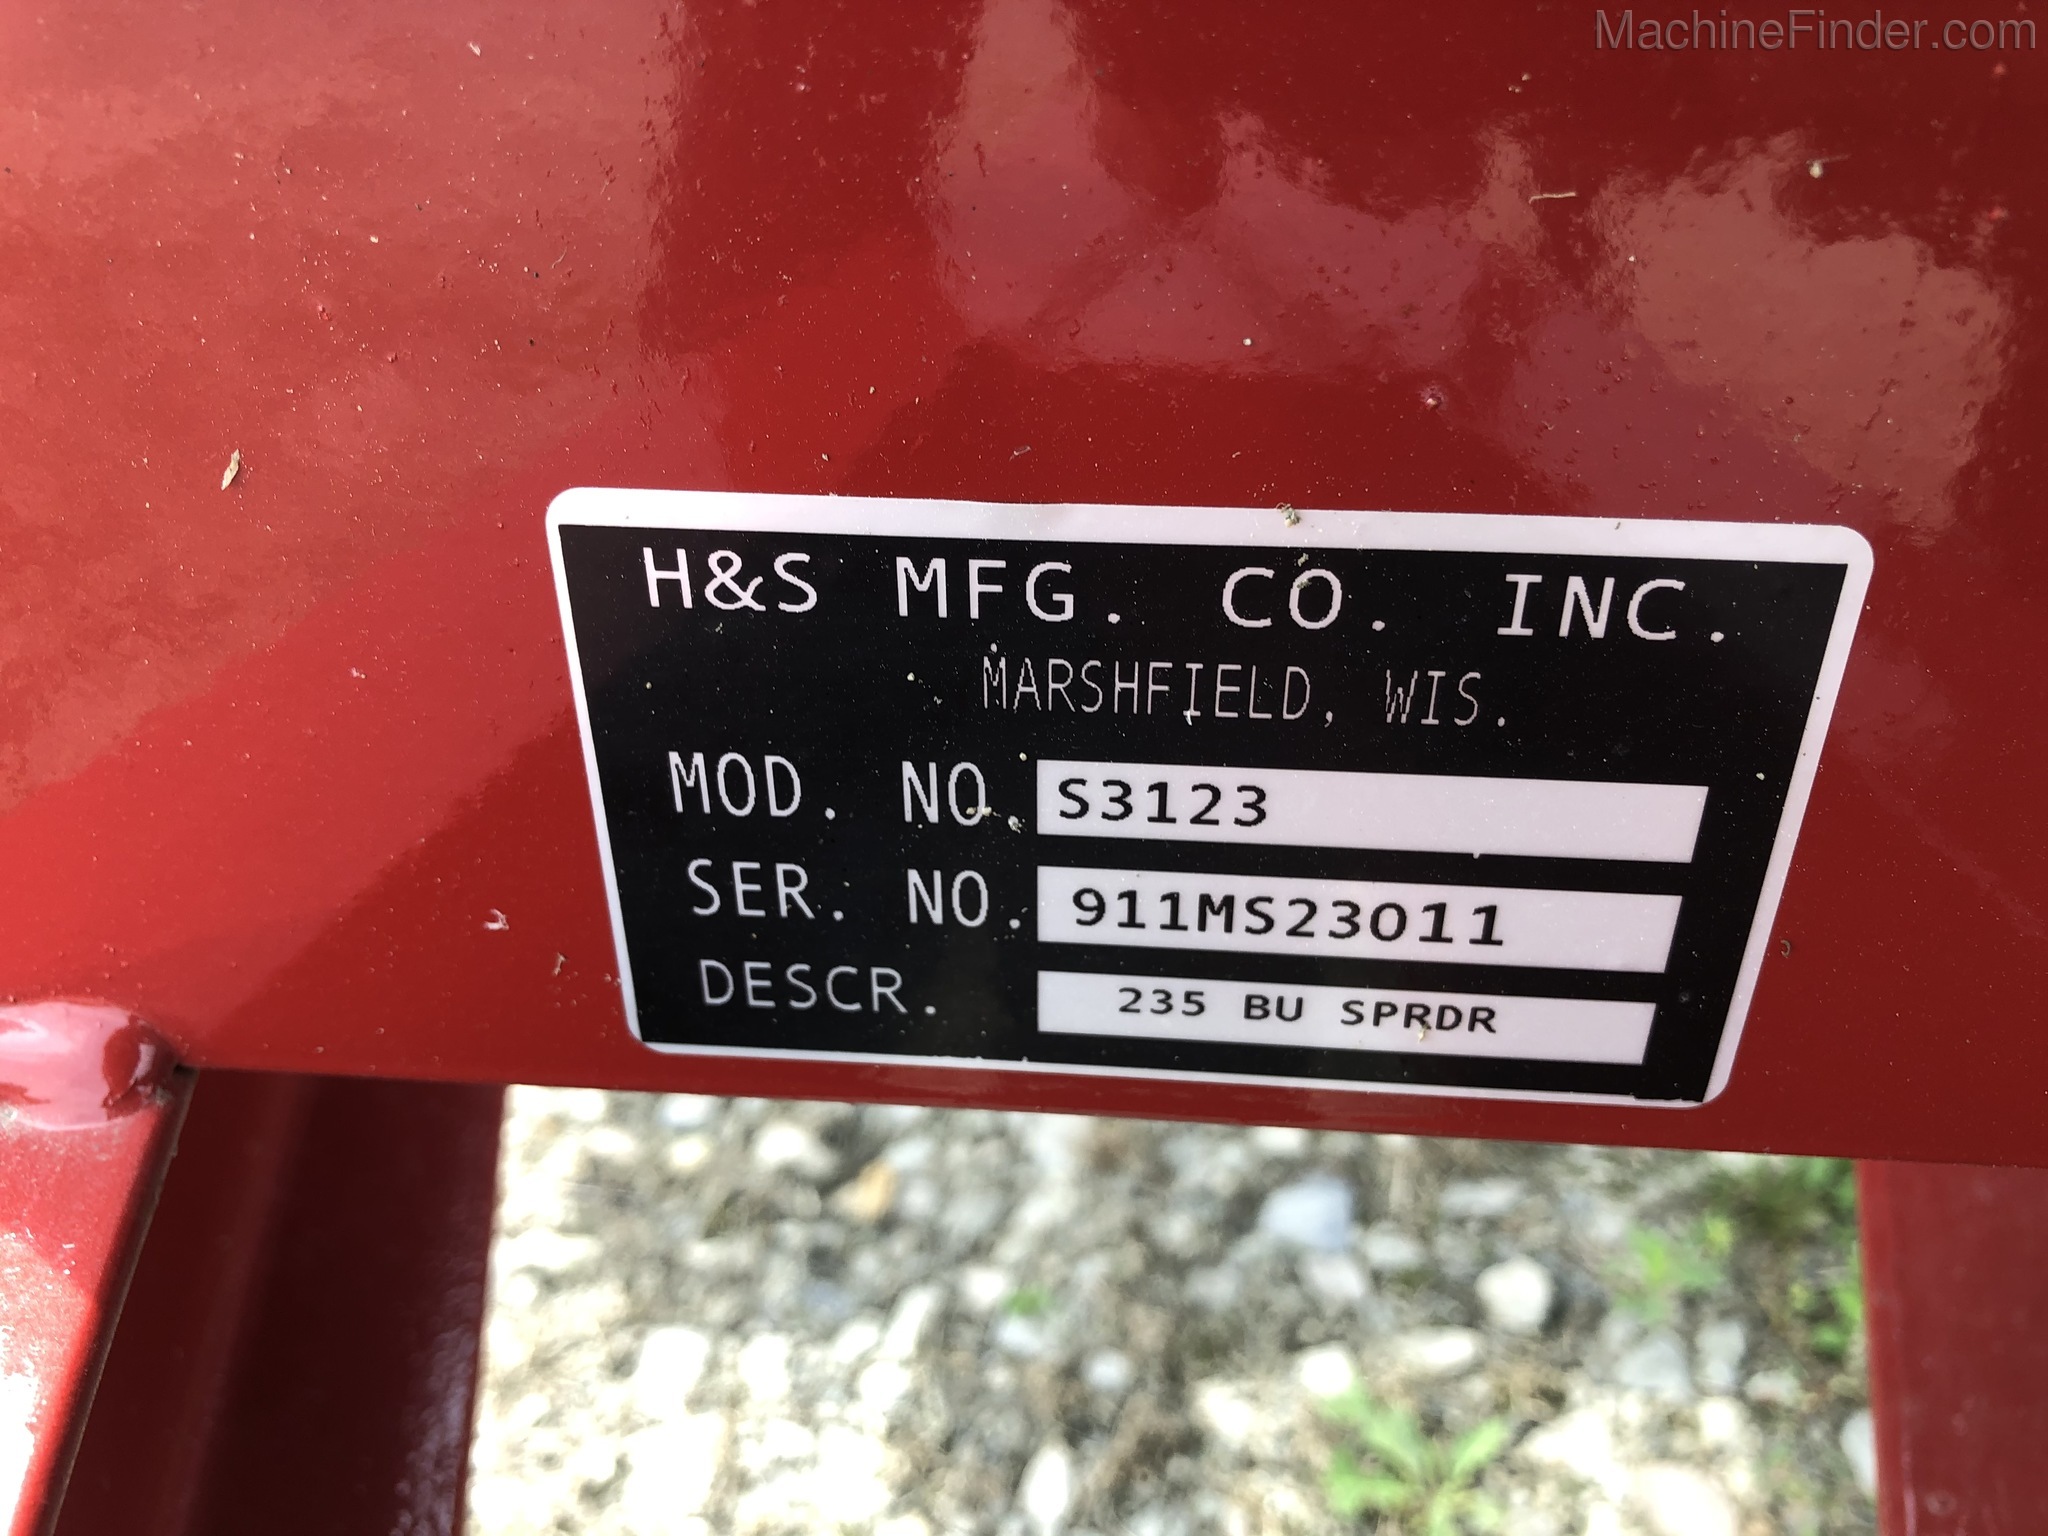 MachineFinder.com
H&S MFG. CO. INC.
MARSHFIELD, WIS.
MOD. NO. S3123
SER. NO. 911MS23011
DESCR. 235 BU SPRDR